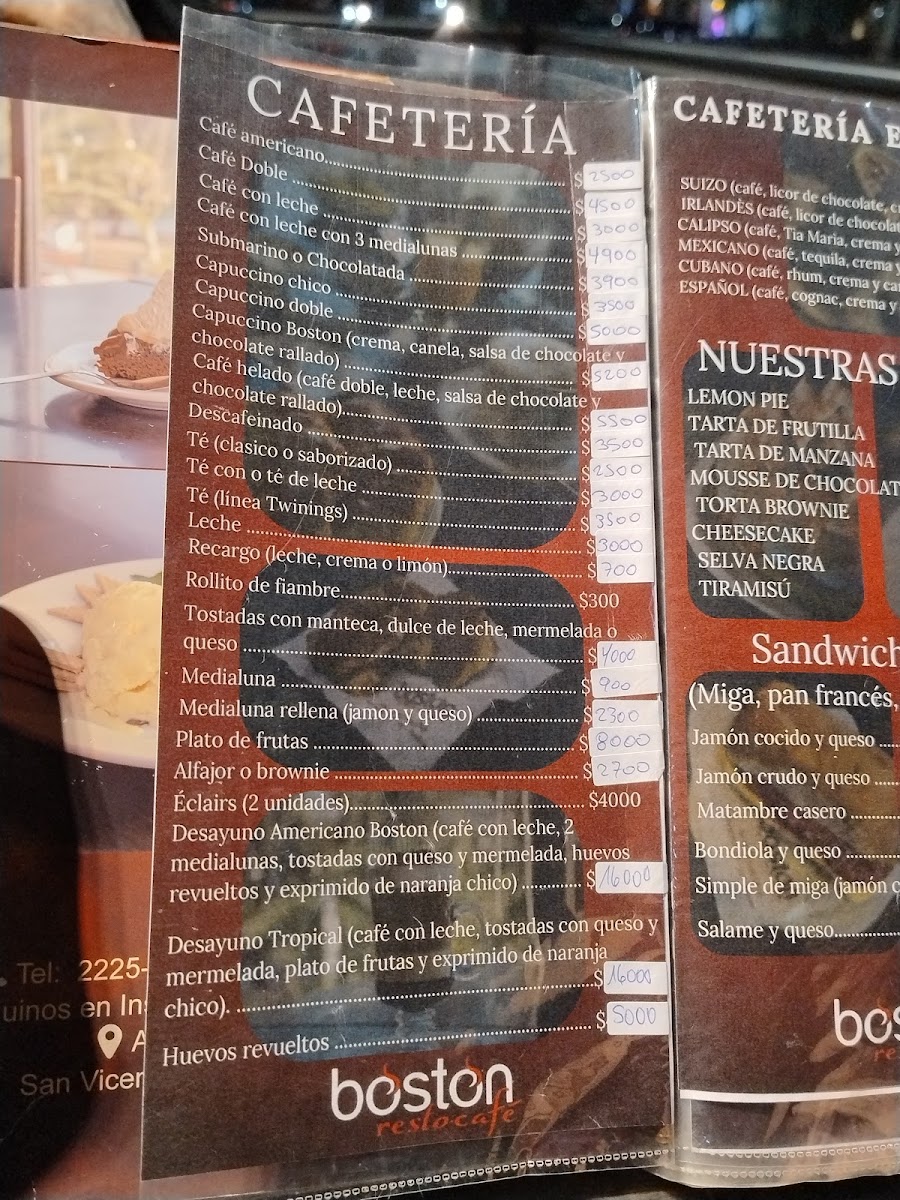 CAFETERÍA
Café americano........ $2500
Café Doble ........ $4500
Café con leche ........ $3000
Café con leche con 3 medialunas ........ $4900
Submarino o Chocolatada ........ $3900
Capuccino chico ........ $3500
Capuccino doble ........ $5000
Capuccino Boston (crema, canela, salsa de chocolate y
chocolate rallado) ........ $5200
Café helado (café doble, leche, salsa de chocolate y
chocolate rallado)........ $5500
Descafeinado ........ $3500
Té (clasico o saborizado) ........ $2500
Té con o té de leche ........ $3000
Té (línea Twinings) ........ $3500
Leche ........ $3000
Recargo (leche, crema o limón)........ $700
Rollito de fiambre........ $300
Tostadas con manteca, dulce de leche, mermelada o
queso ........ $4000
Medialuna ........ $900
Medialuna rellena (jamon y queso) ........ $2300
Plato de frutas ........ $8000
Alfajor o brownie ........ $2700
Éclairs (2 unidades)........ $4000
Desayuno Americano Boston (café con leche, 2
medialunas, tostadas con queso y mermelada, huevos
revueltos y exprimido de naranja chico) ........ $16000
Desayuno Tropical (café con leche, tostadas con queso y
mermelada, plato de frutas y exprimido de naranja
chico). ........ $16000
Huevos revueltos ........ $5000
boston
resto·café
CAFETERÍA E
SUIZO (café, licor de chocolate, c
IRLANDÈS (café, licor de chocolat
CALIPSO (café, Tia Maria, crema y
MEXICANO (café, tequila, crema y
CUBANO (café, rhum, crema y ca
ESPAÑOL (café, cognac, crema y
NUESTRAS
LEMON PIE
TARTA DE FRUTILLA
TARTA DE MANZANA
MOUSSE DE CHOCOLAT
TORTA BROWNIE
CHEESECAKE
SELVA NEGRA
TIRAMISÚ
Sandwich
(Miga, pan francés,
Jamón cocido y queso ....
Jamón crudo y queso ......
Matambre casero ............
Bondiola y queso ...........
Simple de miga (jamón c
Salame y queso..............
bos
re
Tel: 2225-
uinos en Ins
A
San Vicen